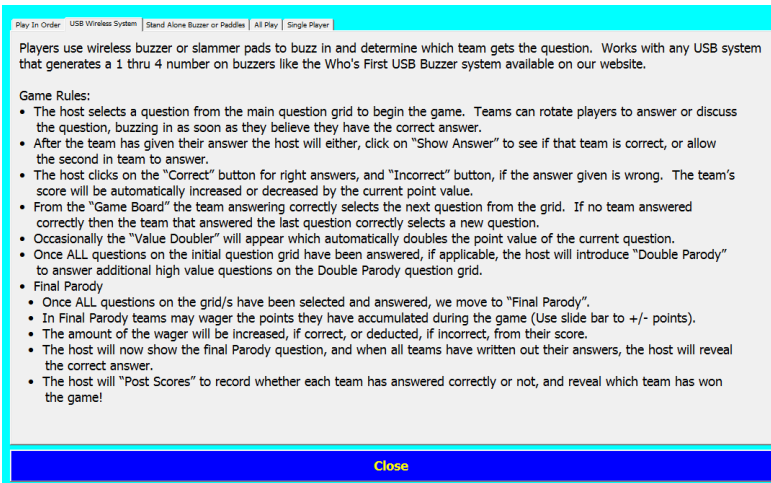 Play In Order USB Wireless System Stand Alone Buzzer or Paddles All Play Single Player
Players use wireless buzzer or slammer pads to buzz in and determine which team gets the question. Works with any USB system
that generates a 1 thru 4 number on buzzers like the Who's First USB Buzzer system available on our website.
Game Rules:
• The host selects a question from the main question grid to begin the game. Teams can rotate players to answer or discuss
the question, buzzing in as soon as they believe they have the correct answer.
• After the team has given their answer the host will either, click on “Show Answer” to see if that team is correct, or allow
the second in team to answer.
• The host clicks on the “Correct” button for right answers, and “Incorrect” button, if the answer given is wrong. The team’s
score will be automatically increased or decreased by the current point value.
• From the “Game Board” the team answering correctly selects the next question from the grid. If no team answered
correctly then the team that answered the last question correctly selects a new question.
• Occasionally the “Value Doubler” will appear which automatically doubles the point value of the current question.
• Once ALL questions on the initial question grid have been answered, if applicable, the host will introduce “Double Parody”
to answer additional high value questions on the Double Parody question grid.
• Final Parody
• Once ALL questions on the grid/s have been selected and answered, we move to “Final Parody”.
• In Final Parody teams may wager the points they have accumulated during the game (Use slide bar to +/- points).
• The amount of the wager will be increased, if correct, or deducted, if incorrect, from their score.
• The host will now show the final Parody question, and when all teams have written out their answers, the host will reveal
the correct answer.
• The host will “Post Scores” to record whether each team has answered correctly or not, and reveal which team has won
the game!
Close